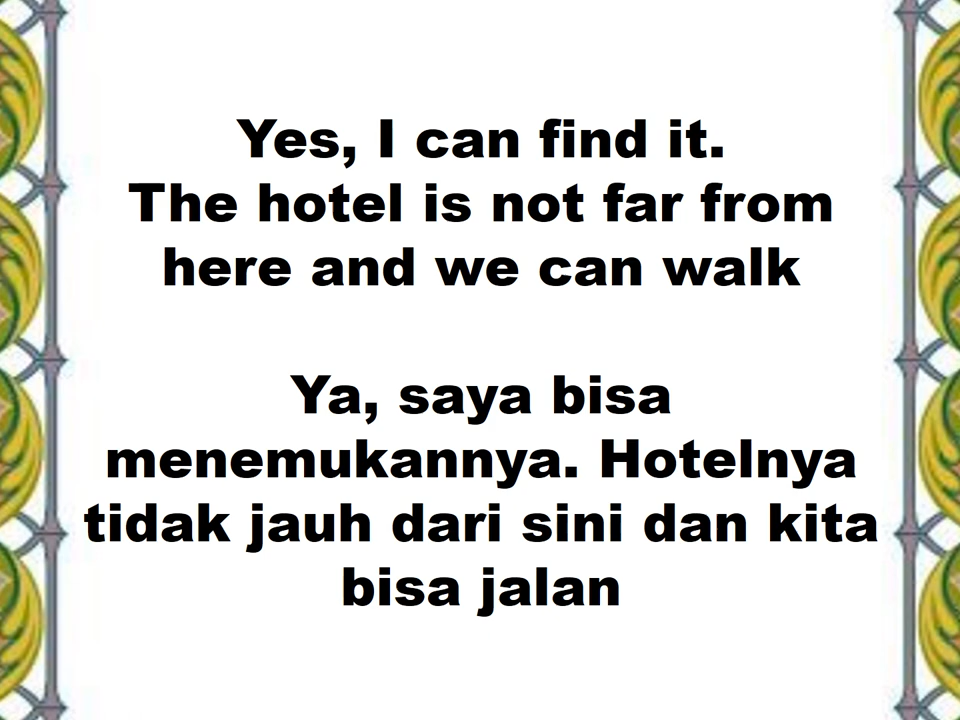 Yes, I can find it.
The hotel is not far from
here and we can walk
Ya, saya bisa
menemukannya. Hotelnya
tidak jauh dari sini dan kita
bisa jalan